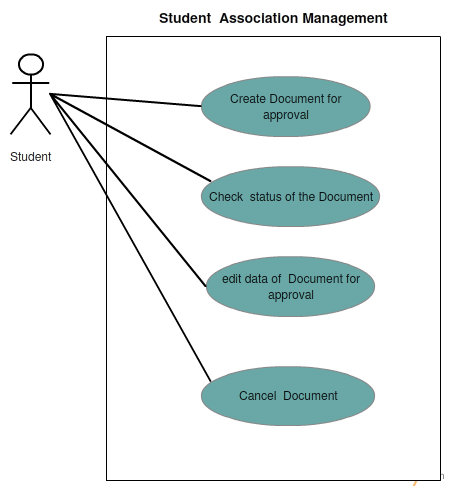 Student Association Management
Create Document for
approval
Student
Check status of the Document
edit data of Document for
approval
Cancel Document